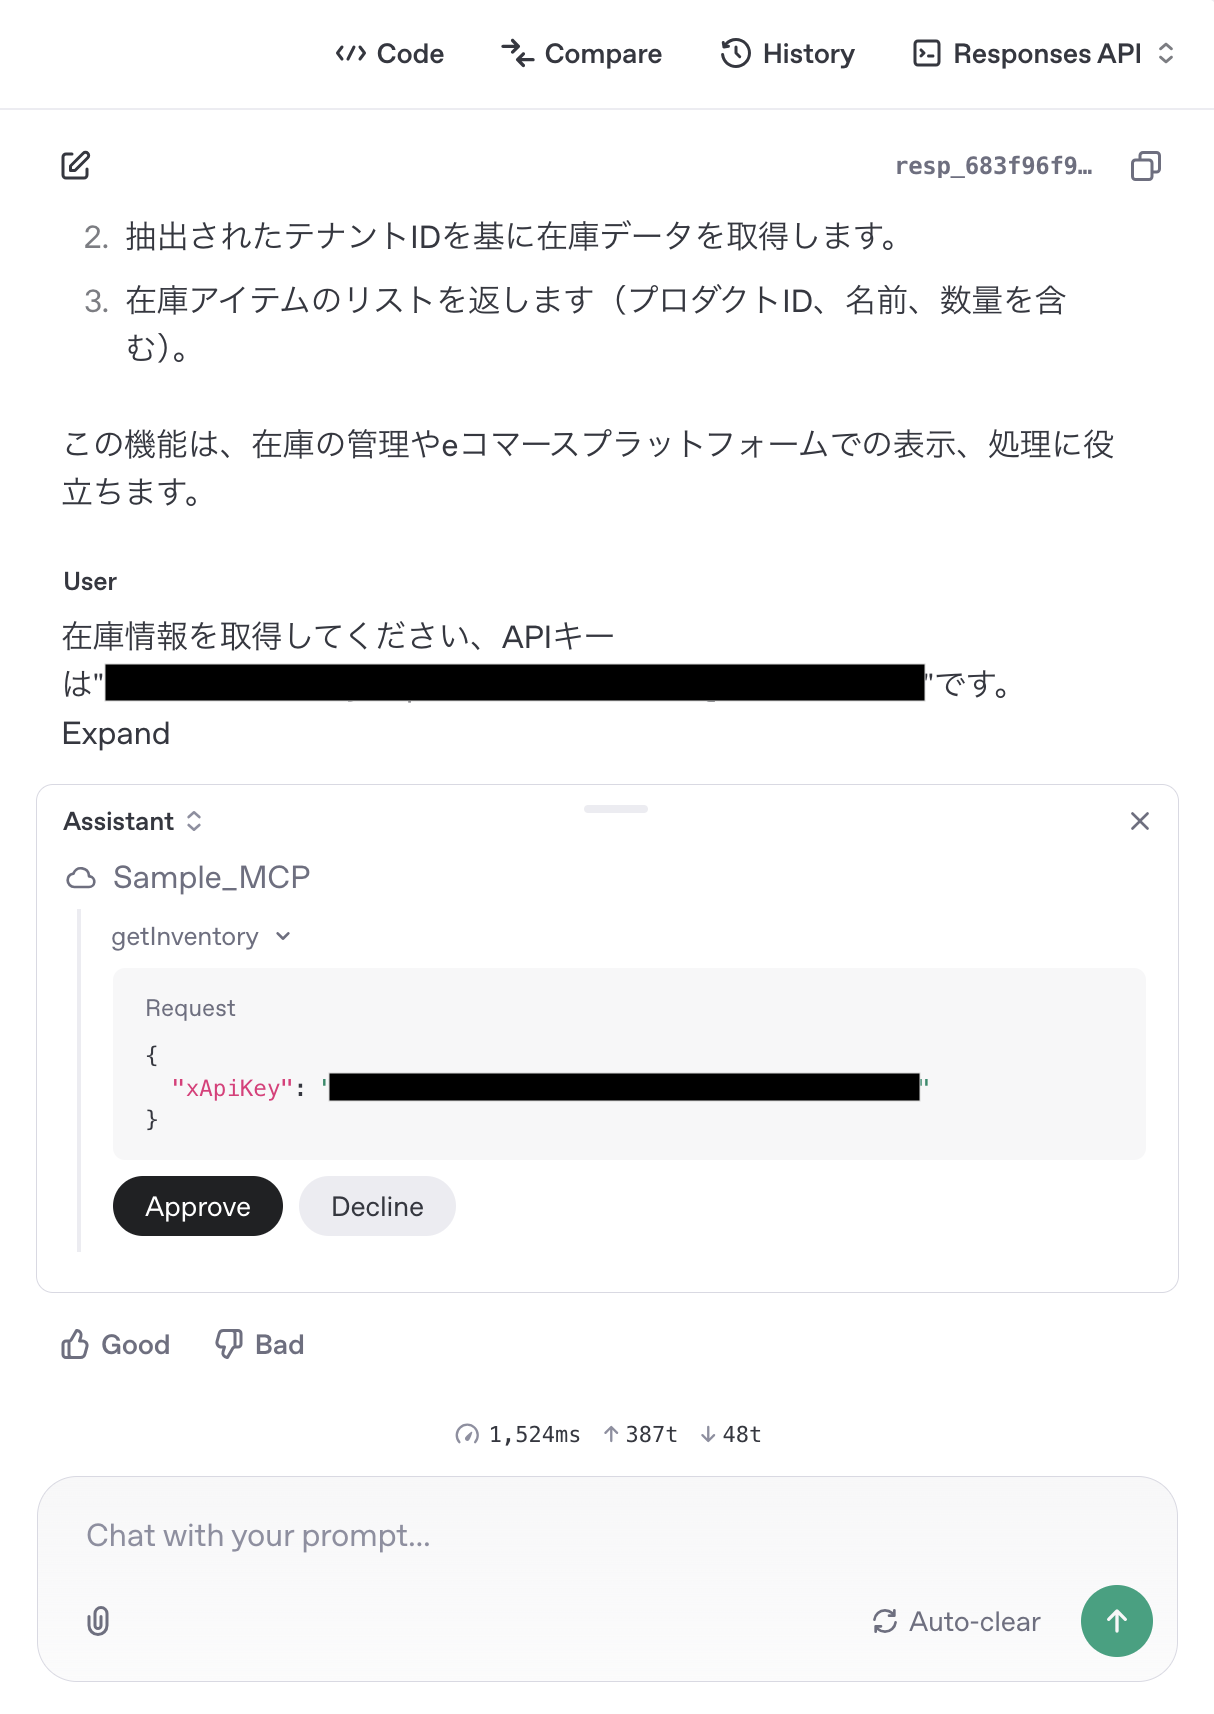 Code Compare History Responses API
resp_683f96f9…
2. 抽出されたテナントIDを基に在庫データを取得します。
3. 在庫アイテムのリストを返します（プロダクトID、名前、数量を含
む）。
この機能は、在庫の管理やeコマースプラットフォームでの表示、処理に役
立ちます。
User
在庫情報を取得してください、APIキー
は" "です。
Expand
Assistant
Sample_MCP
getInventory
Request
{
"xApiKey": " "
}
Approve Decline
Good Bad
1,524ms ↑387t ↓48t
Chat with your prompt...
Auto-clear